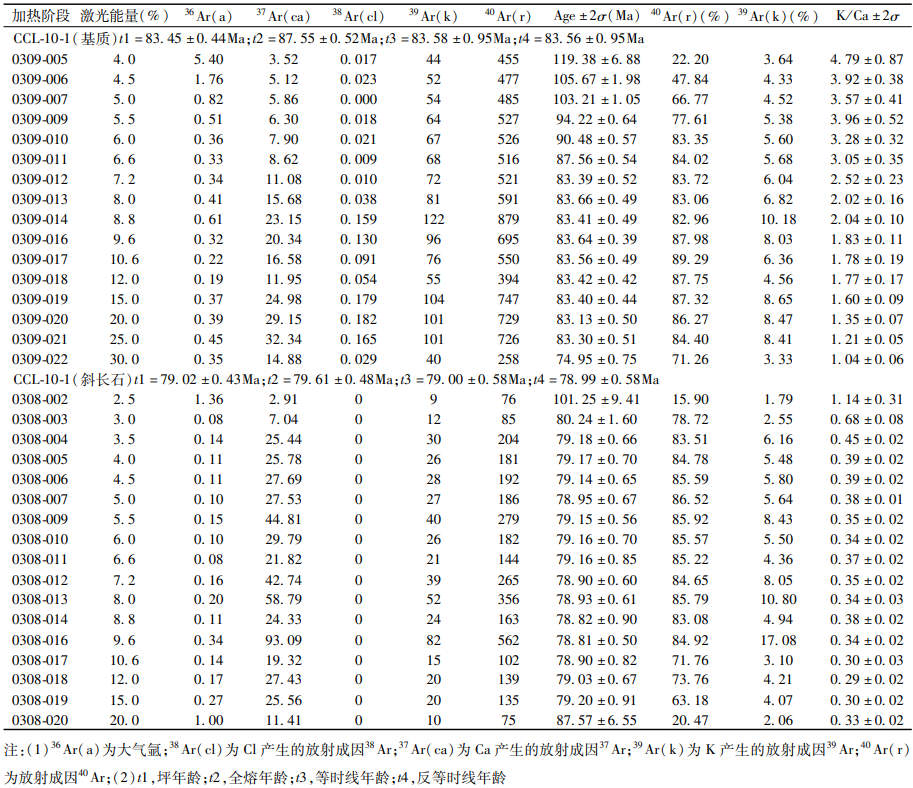 加热阶段 激光能量(%) ³⁶Ar(a) ³⁷Ar(ca) ³⁸Ar(cl) ³⁹Ar(k) ⁴⁰Ar(r) Age ±2σ(Ma) ⁴⁰Ar(r)(%) ³⁹Ar(k)(%) K/Ca ±2σ
CCL-10-1(基质)t1 = 83.45 ±0.44Ma;t2 = 87.55 ±0.52Ma;t3 = 83.58 ±0.95Ma;t4 = 83.56 ±0.95Ma
0309-005 4.0 5.40 3.52 0.017 44 455 119.38 ±6.88 22.20 3.64 4.79 ±0.87
0309-006 4.5 1.76 5.12 0.023 52 477 105.67 ±1.98 47.84 4.33 3.92 ±0.38
0309-007 5.0 0.82 5.86 0.000 54 485 103.21 ±1.05 66.77 4.52 3.57 ±0.41
0309-009 5.5 0.51 6.30 0.018 64 527 94.22 ±0.64 77.61 5.38 3.96 ±0.52
0309-010 6.0 0.36 7.90 0.021 67 526 90.48 ±0.57 83.35 5.60 3.28 ±0.32
0309-011 6.6 0.33 8.62 0.009 68 516 87.56 ±0.54 84.02 5.68 3.05 ±0.35
0309-012 7.2 0.34 11.08 0.010 72 521 83.39 ±0.52 83.72 6.04 2.52 ±0.23
0309-013 8.0 0.41 15.68 0.038 81 591 83.66 ±0.49 83.06 6.82 2.02 ±0.16
0309-014 8.8 0.61 23.15 0.159 122 879 83.41 ±0.49 82.96 10.18 2.04 ±0.10
0309-016 9.6 0.32 20.34 0.130 96 695 83.64 ±0.39 87.98 8.03 1.83 ±0.11
0309-017 10.6 0.22 16.58 0.091 76 550 83.56 ±0.49 89.29 6.36 1.78 ±0.19
0309-018 12.0 0.19 11.95 0.054 55 394 83.42 ±0.42 87.75 4.56 1.77 ±0.17
0309-019 15.0 0.37 24.98 0.179 104 747 83.40 ±0.44 87.32 8.65 1.60 ±0.09
0309-020 20.0 0.39 29.15 0.182 101 729 83.13 ±0.50 86.27 8.47 1.35 ±0.07
0309-021 25.0 0.45 32.34 0.165 101 726 83.30 ±0.51 84.40 8.41 1.21 ±0.05
0309-022 30.0 0.35 14.88 0.029 40 258 74.95 ±0.75 71.26 3.33 1.04 ±0.06
CCL-10-1(斜长石)t1 = 79.02 ±0.43Ma;t2 = 79.61 ±0.48Ma;t3 = 79.00 ±0.58Ma;t4 = 78.99 ±0.58Ma
0308-002 2.5 1.36 2.91 0 9 76 101.25 ±9.41 15.90 1.79 1.14 ±0.31
0308-003 3.0 0.08 7.04 0 12 85 80.24 ±1.60 78.72 2.55 0.68 ±0.08
0308-004 3.5 0.14 25.44 0 30 204 79.18 ±0.66 83.51 6.16 0.45 ±0.02
0308-005 4.0 0.11 25.78 0 26 181 79.17 ±0.70 84.78 5.48 0.39 ±0.02
0308-006 4.5 0.11 27.69 0 28 192 79.14 ±0.65 85.59 5.80 0.39 ±0.02
0308-007 5.0 0.10 27.53 0 27 186 78.95 ±0.67 86.52 5.64 0.38 ±0.01
0308-009 5.5 0.15 44.81 0 40 279 79.15 ±0.56 85.92 8.43 0.35 ±0.02
0308-010 6.0 0.10 29.79 0 26 182 79.16 ±0.70 85.57 5.50 0.34 ±0.02
0308-011 6.6 0.08 21.82 0 21 144 79.16 ±0.85 85.22 4.36 0.37 ±0.02
0308-012 7.2 0.16 42.74 0 39 265 78.90 ±0.60 84.65 8.05 0.35 ±0.02
0308-013 8.0 0.20 58.79 0 52 356 78.93 ±0.61 85.79 10.80 0.34 ±0.03
0308-014 8.8 0.11 24.33 0 24 163 78.82 ±0.90 83.08 4.94 0.38 ±0.02
0308-016 9.6 0.34 93.09 0 82 562 78.81 ±0.50 84.92 17.08 0.34 ±0.02
0308-017 10.6 0.14 19.32 0 15 102 78.90 ±0.82 71.76 3.10 0.30 ±0.03
0308-018 12.0 0.17 27.43 0 20 139 79.03 ±0.67 73.76 4.21 0.29 ±0.02
0308-019 15.0 0.27 25.56 0 20 135 79.20 ±0.91 63.18 4.07 0.30 ±0.02
0308-020 20.0 1.00 11.41 0 10 75 87.57 ±6.55 20.47 2.06 0.33 ±0.02
注:(1)³⁶Ar(a)为大气氩;³⁸Ar(cl)为 Cl 产生的放射成因³⁸Ar;³⁷Ar(ca)为 Ca 产生的放射成因³⁷Ar;³⁹Ar(k)为 K 产生的放射成因³⁹Ar;⁴⁰Ar(r)
为放射成因⁴⁰Ar;(2)t1,坪年龄;t2,全熔年龄;t3,等时线年龄;t4,反等时线年龄